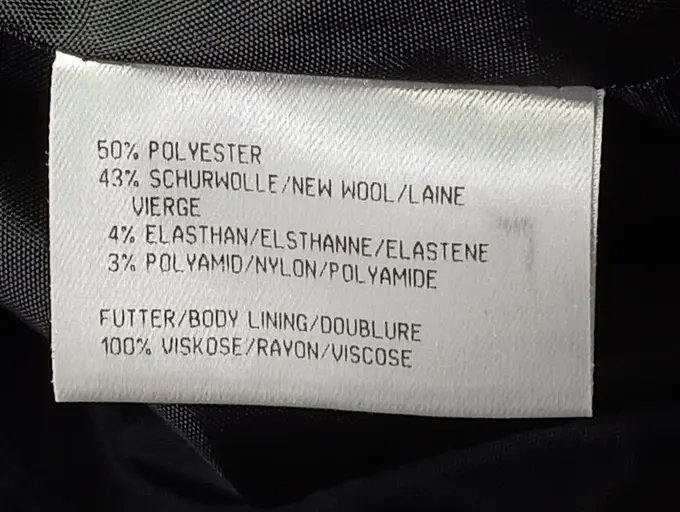 50% POLYESTER
43% SCHURWOLLE/NEW WOOL/LAINE
VIERGE
4% ELASTHAN/ELSTHANNE/ELASTENE
3% POLYAMID/NYLON/POLYAMIDE
FUTTER/BODY LINING/DOUBLURE
100% VISKOSE/RAYON/VISCOSE